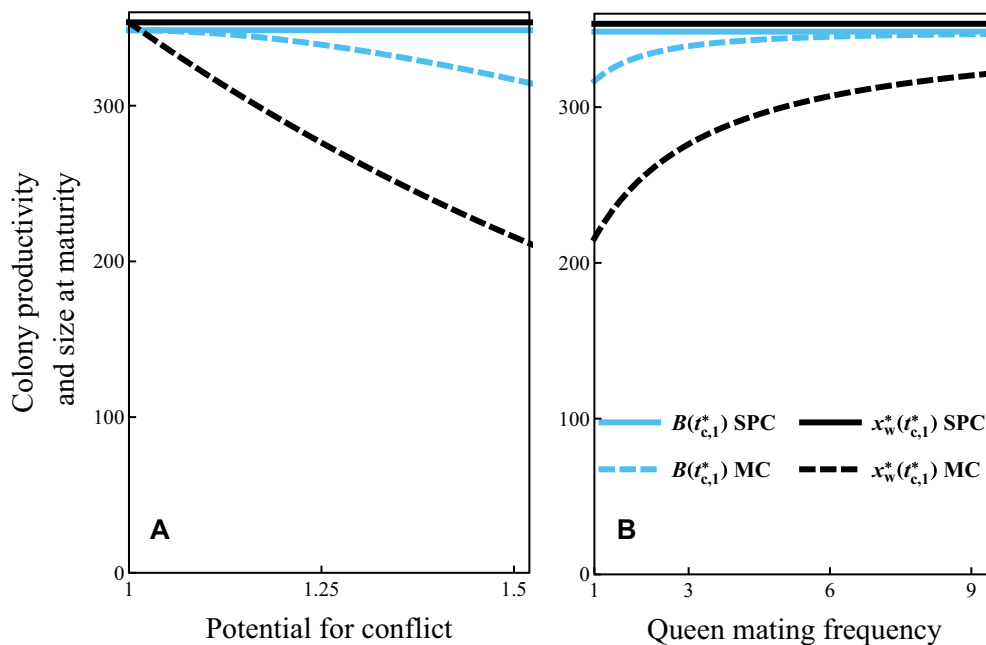 Colony productivity
and size at maturity
300
200
100
0
A
1
1.25
1.5
Potential for conflict
300
200
100
0
B(t*c,1) SPC
x*w(t*c,1) SPC
B(t*c,1) MC
x*w(t*c,1) MC
B
1
3
6
9
Queen mating frequency